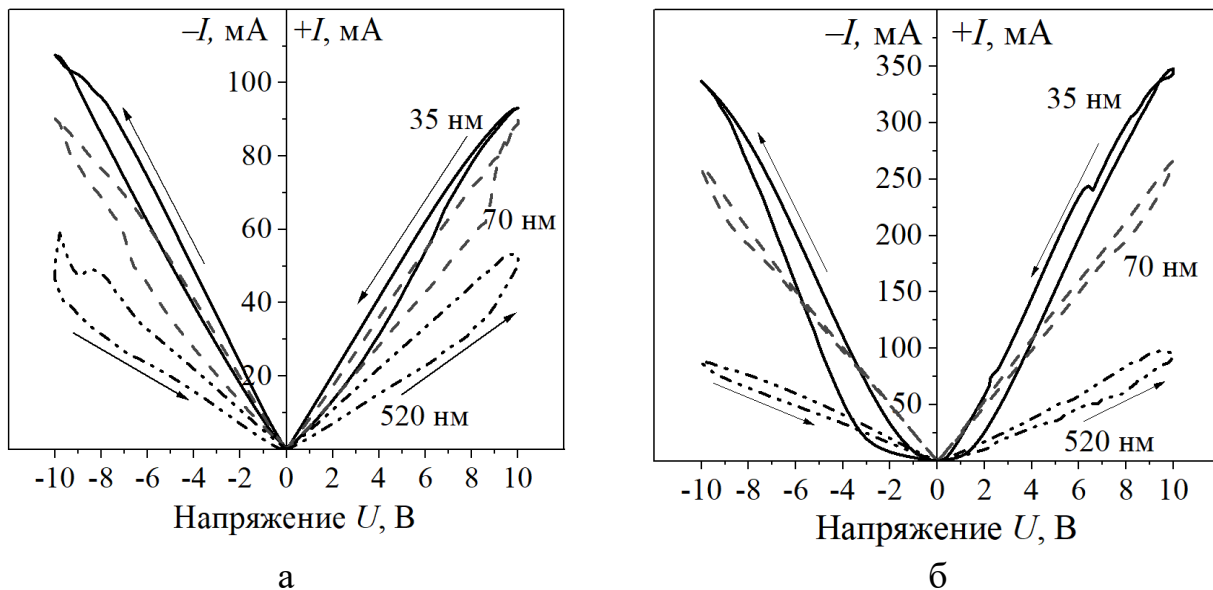 –I, мА +I, мА
100
80
60
40
20
35 нм
70 нм
520 нм
-10 -8 -6 -4 -2 0 2 4 6 8 10
Напряжение U, В
а
–I, мА +I, мА
350
300
250
200
150
100
50
35 нм
70 нм
520 нм
-10 -8 -6 -4 -2 0 2 4 6 8 10
Напряжение U, В
б